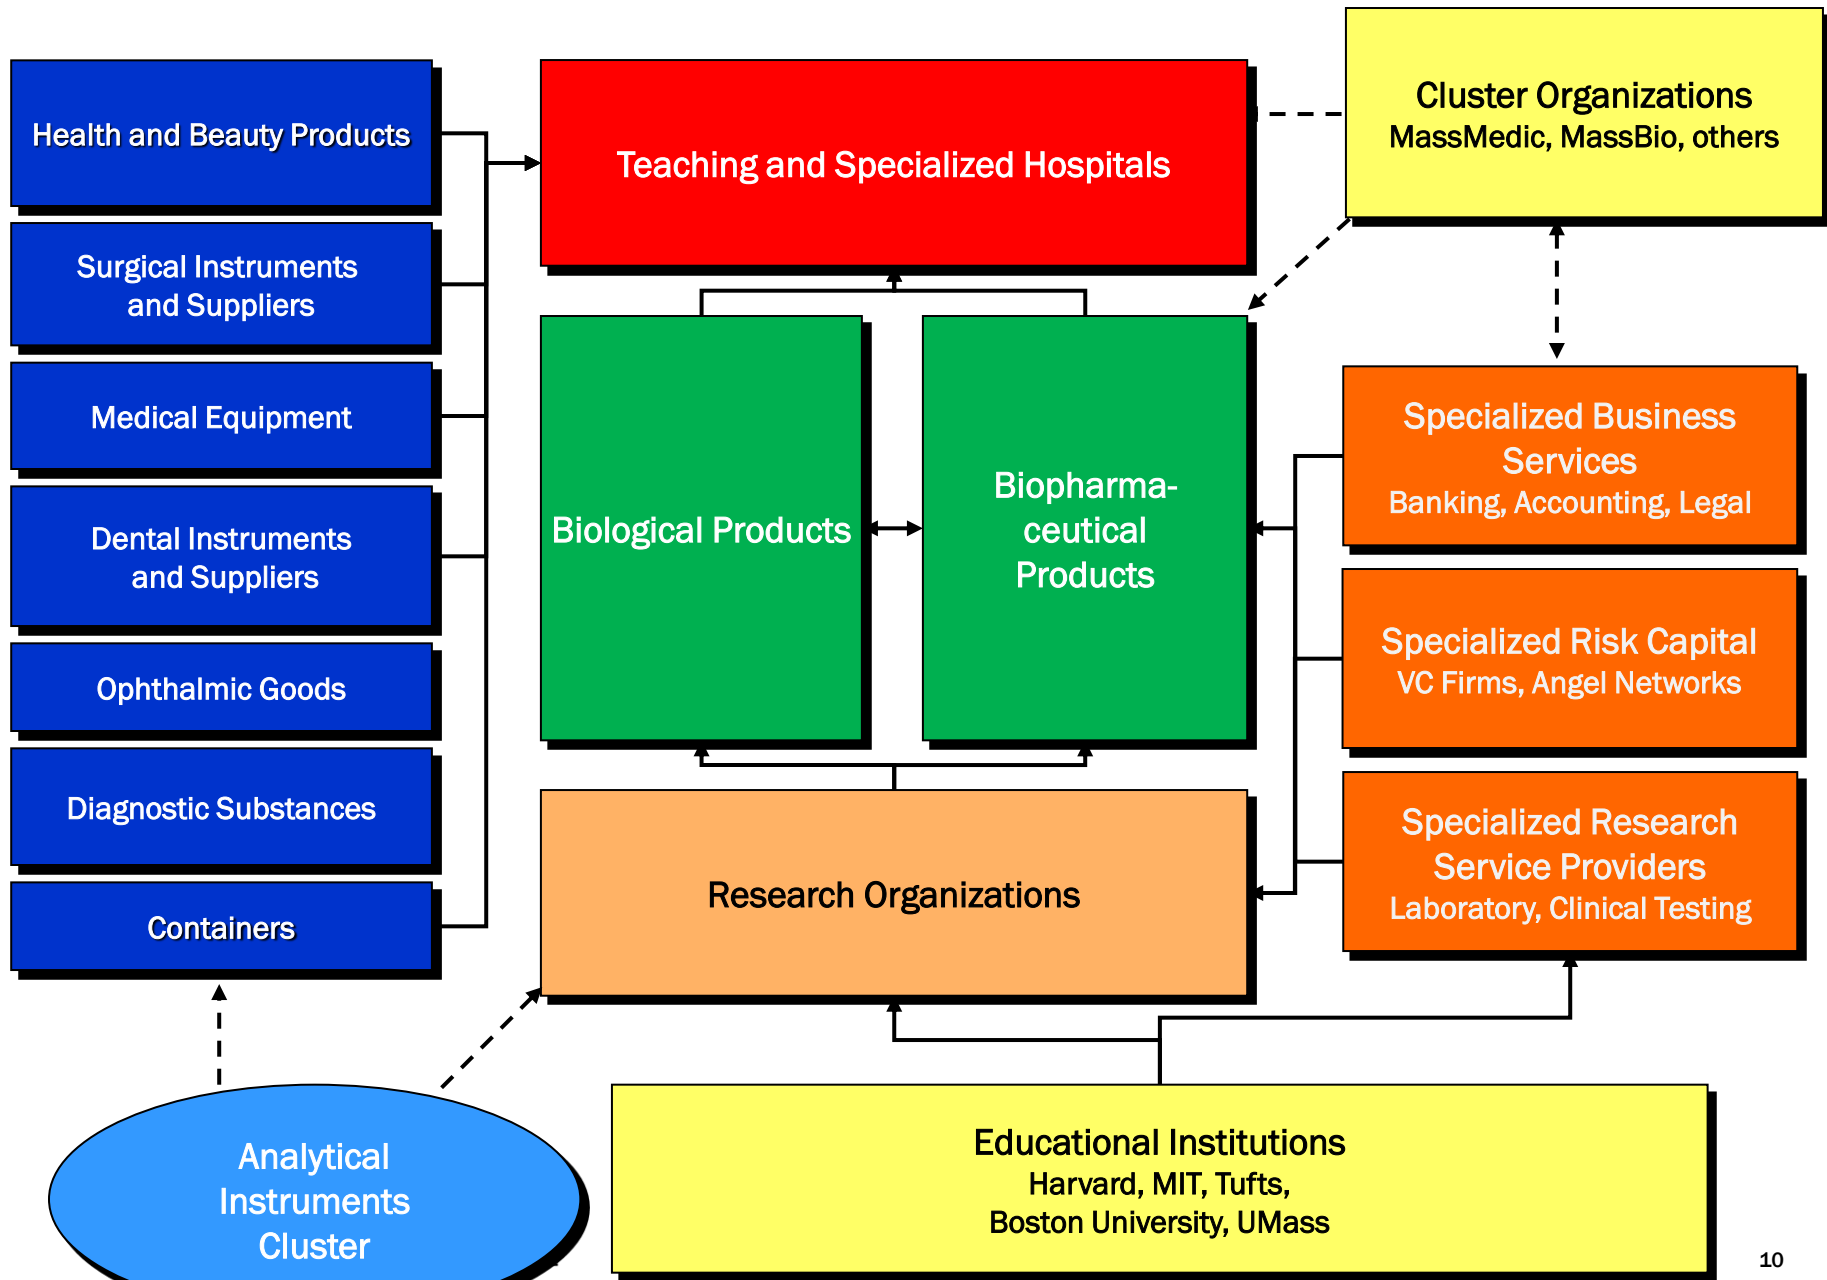 Health and Beauty Products
Surgical Instruments
and Suppliers
Medical Equipment
Dental Instruments
and Suppliers
Ophthalmic Goods
Diagnostic Substances
Containers
Analytical
Instruments
Cluster
Teaching and Specialized Hospitals
Biological Products
Biopharma-
ceutical
Products
Research Organizations
Cluster Organizations
MassMedic, MassBio, others
Specialized Business
Services
Banking, Accounting, Legal
Specialized Risk Capital
VC Firms, Angel Networks
Specialized Research
Service Providers
Laboratory, Clinical Testing
Educational Institutions
Harvard, MIT, Tufts,
Boston University, UMass
10